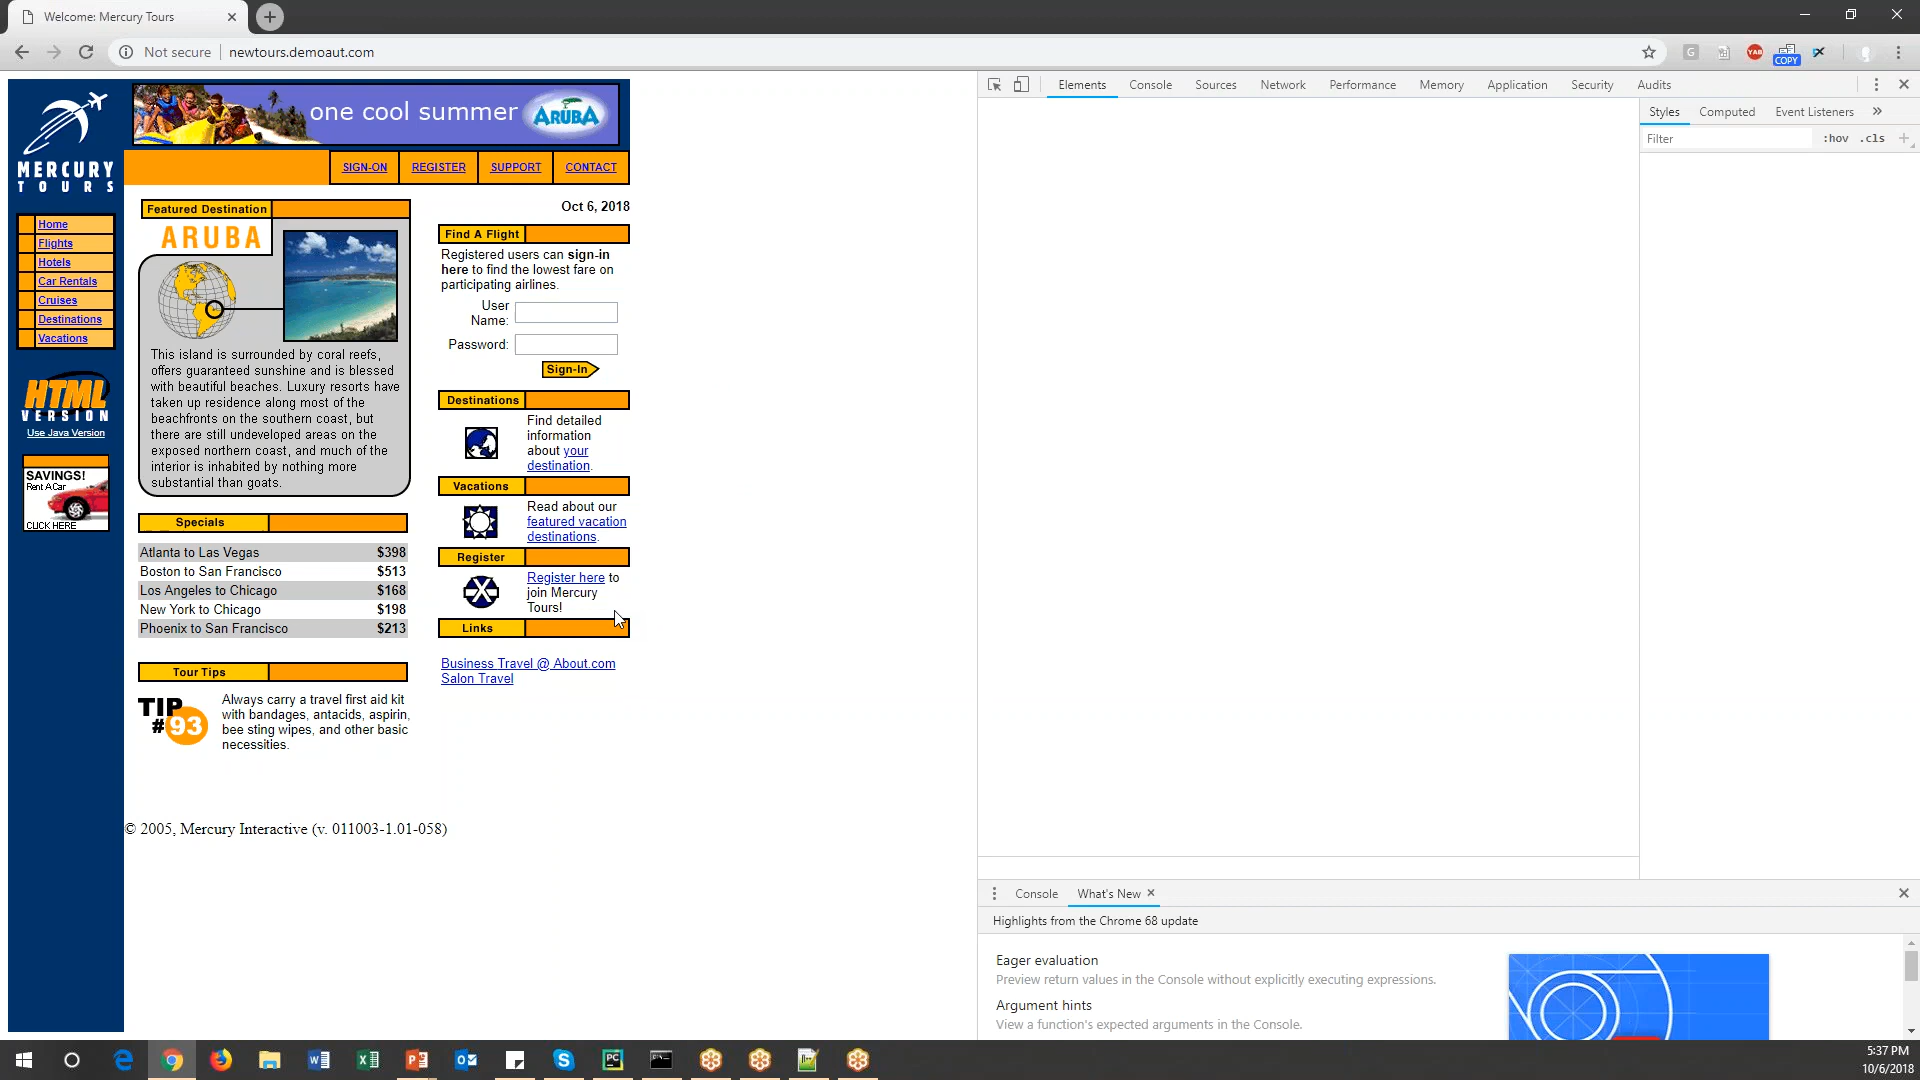 Welcome: Mercury Tours
Not secure
newtours.demoaut.com
G
YAB
COPY
MERCURY
TOURS
one cool summer
ARUBA
SIGN-ON
REGISTER
SUPPORT
CONTACT
Home
Flights
Hotels
Car Rentals
Cruises
Destinations
Vacations
HTML
VERSION
Use Java Version
SAVINGS!
Rent A Car
CLICK HERE
Featured Destination
ARUBA
This island is surrounded by coral reefs,
offers guaranteed sunshine and is blessed
with beautiful beaches. Luxury resorts have
taken up residence along most of the
beachfronts on the southern coast, but
there are still undeveloped areas on the
exposed northern coast, and much of the
interior is inhabited by nothing more
substantial than goats.
Specials
Atlanta to Las Vegas $398
Boston to San Francisco $513
Los Angeles to Chicago $168
New York to Chicago $198
Phoenix to San Francisco $213
Tour Tips
TIP
#93
Always carry a travel first aid kit
with bandages, antacids, aspirin,
bee sting wipes, and other basic
necessities.
Oct 6, 2018
Find A Flight
Registered users can sign-in
here to find the lowest fare on
participating airlines.
User
Name:
Password:
Sign-In
Destinations
Find detailed
information
about your
destination.
Vacations
Read about our
featured vacation
destinations.
Register
Register here to
join Mercury
Tours!
Links
Business Travel @ About.com
Salon Travel
© 2005, Mercury Interactive (v. 011003-1.01-058)
Elements
Console
Sources
Network
Performance
Memory
Application
Security
Audits
Styles
Computed
Event Listeners
Filter
:hov
.cls
Console
What's New
Highlights from the Chrome 68 update
Eager evaluation
Preview return values in the Console without explicitly executing expressions.
Argument hints
View a function's expected arguments in the Console.
PC
5:37 PM
10/6/2018